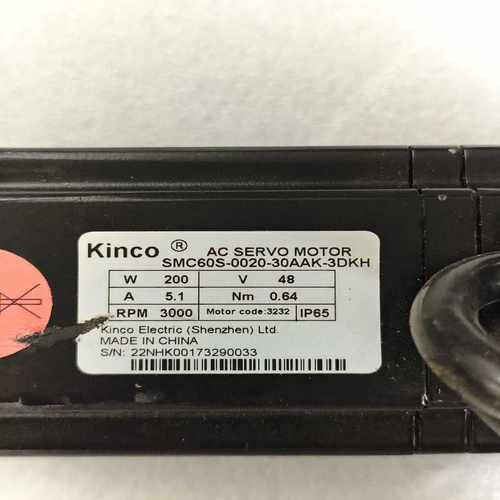 Kinco ® AC SERVO MOTOR
SMC60S-0020-30AAK-3DKH
W 200 V 48
A 5.1 Nm 0.64
RPM 3000 Motor code:3232 IP65
Kinco Electric (Shenzhen) Ltd.
MADE IN CHINA
S/N: 22NHK00173290033